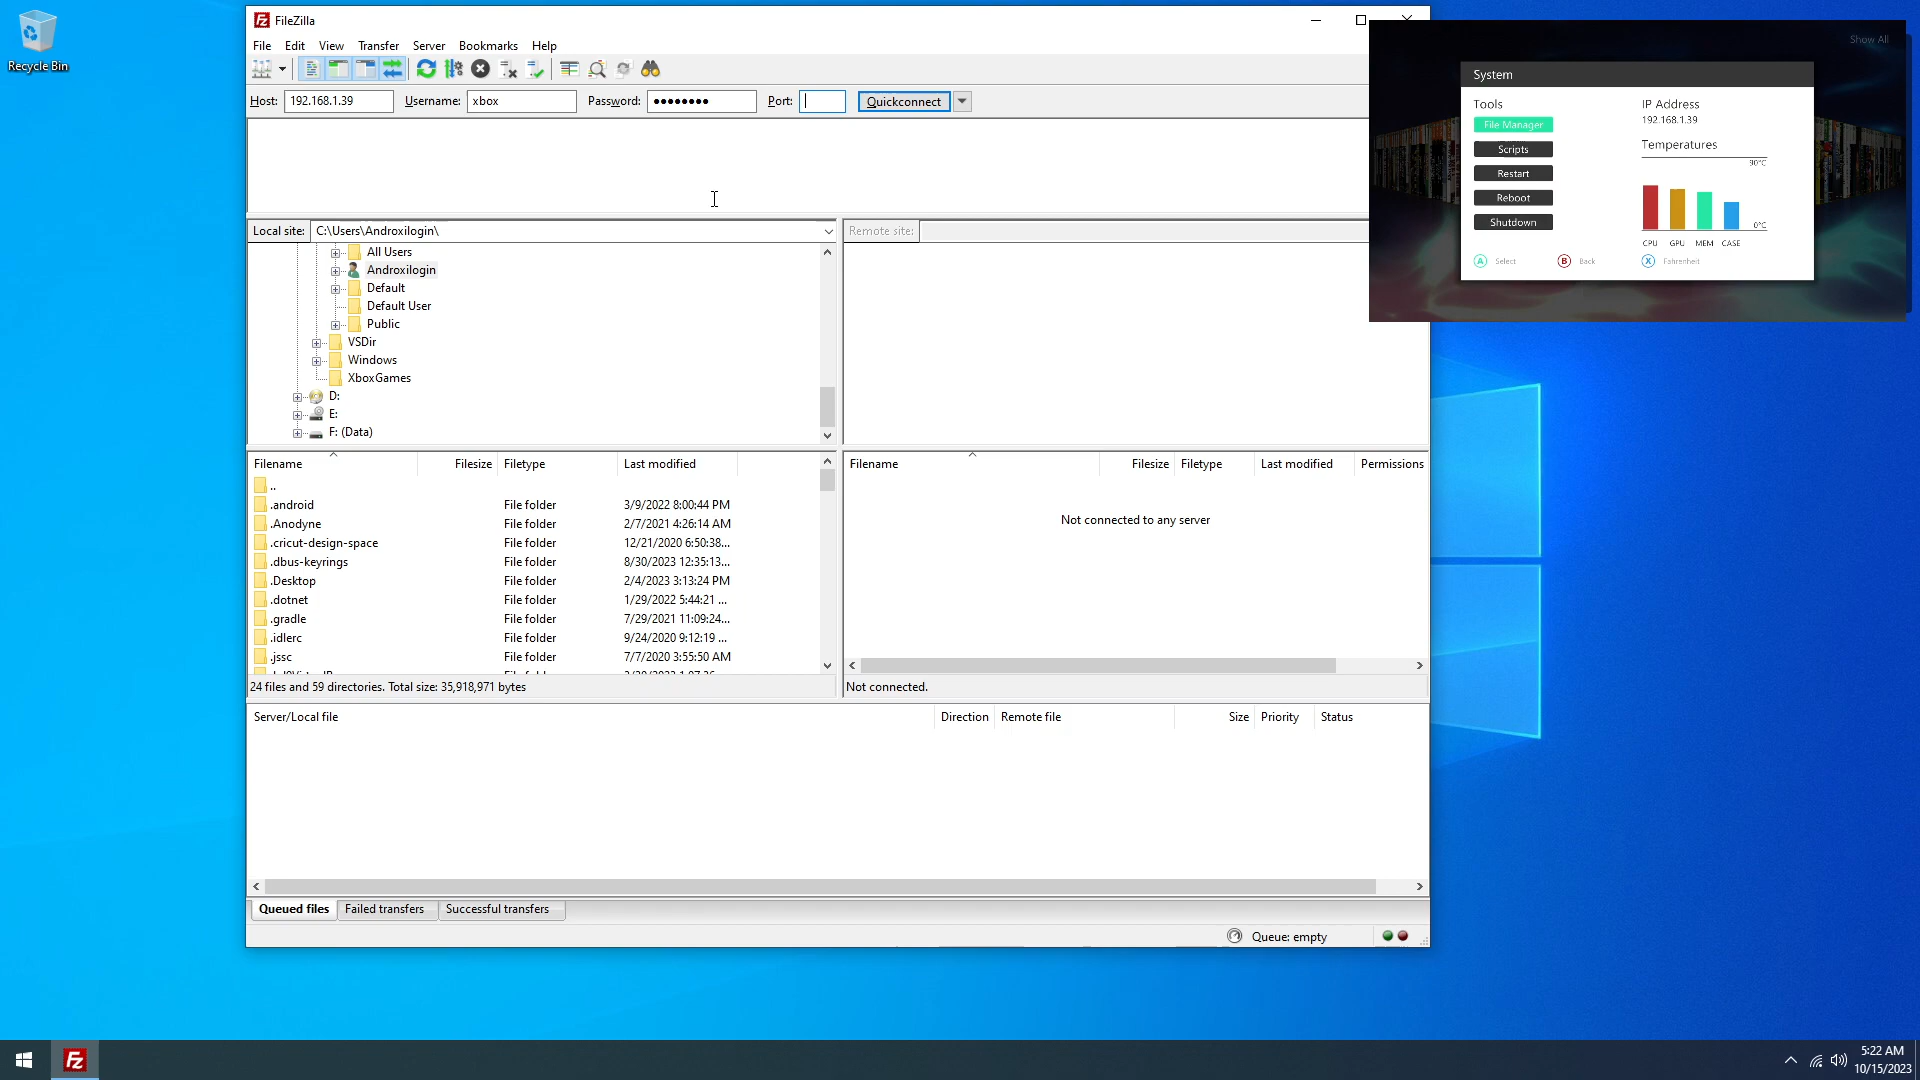 Recycle Bin
FileZilla
File Edit View Transfer Server Bookmarks Help
Host: 192.168.1.39 Username: xbox Password: ●●●●●●●● Port: Quickconnect
Local site: C:\Users\Androxilogin\
All Users
Androxilogin
Default
Default User
Public
VSDir
Windows
XboxGames
D:
E:
F: (Data)
Remote site:
Filename Filesize Filetype Last modified
..
.android File folder 3/9/2022 8:00:44 PM
.Anodyne File folder 2/7/2021 4:26:14 AM
.cricut-design-space File folder 12/21/2020 6:50:38...
.dbus-keyrings File folder 8/30/2023 12:35:13...
.Desktop File folder 2/4/2023 3:13:24 PM
.dotnet File folder 1/29/2022 5:44:21 ...
.gradle File folder 7/29/2021 11:09:24...
.idlerc File folder 9/24/2020 9:12:19 ...
.jssc File folder 7/7/2020 3:55:50 AM
24 files and 59 directories. Total size: 35,918,971 bytes
Filename Filesize Filetype Last modified Permissions
Not connected to any server
Not connected.
Server/Local file Direction Remote file Size Priority Status
Queued files Failed transfers Successful transfers
Queue: empty
Show All
System
Tools
File Manager
Scripts
Restart
Reboot
Shutdown
IP Address
192.168.1.39
Temperatures
90°C
0°C
CPU GPU MEM CASE
A Select B Back X Fahrenheit
5:22 AM
10/15/2023